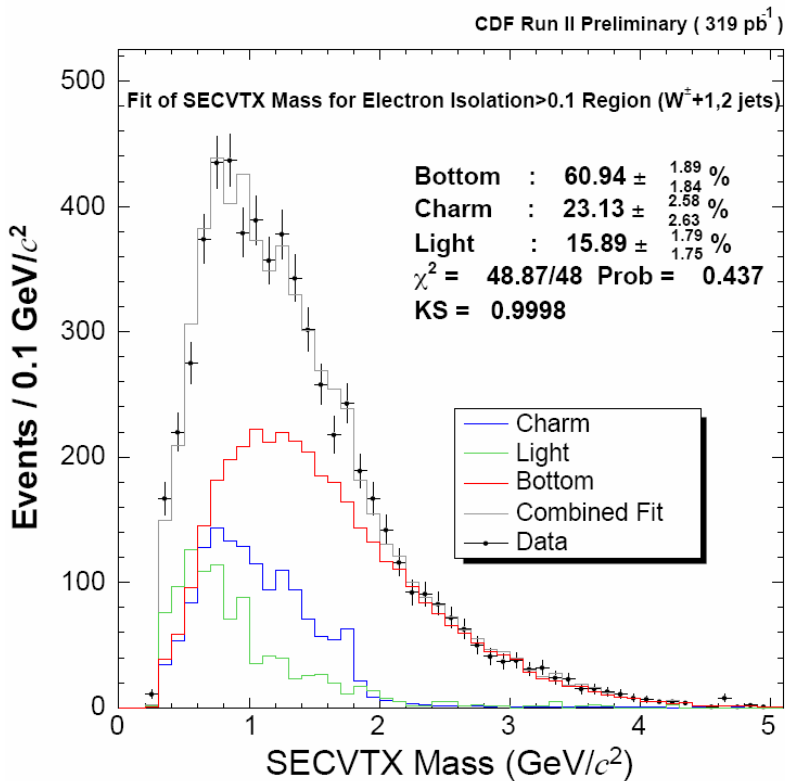 CDF Run II Preliminary ( 319 pb⁻¹)
Fit of SECVTX Mass for Electron Isolation>0.1 Region (W±+1,2 jets)
Bottom : 60.94 ± 1.89 1.84 %
Charm : 23.13 ± 2.58 2.63 %
Light : 15.89 ± 1.79 1.75 %
χ² = 48.87/48 Prob = 0.437
KS = 0.9998
Charm
Light
Bottom
Combined Fit
Data
Events / 0.1 GeV/c²
500
400
300
200
100
0
0 1 2 3 4 5
SECVTX Mass (GeV/c²)